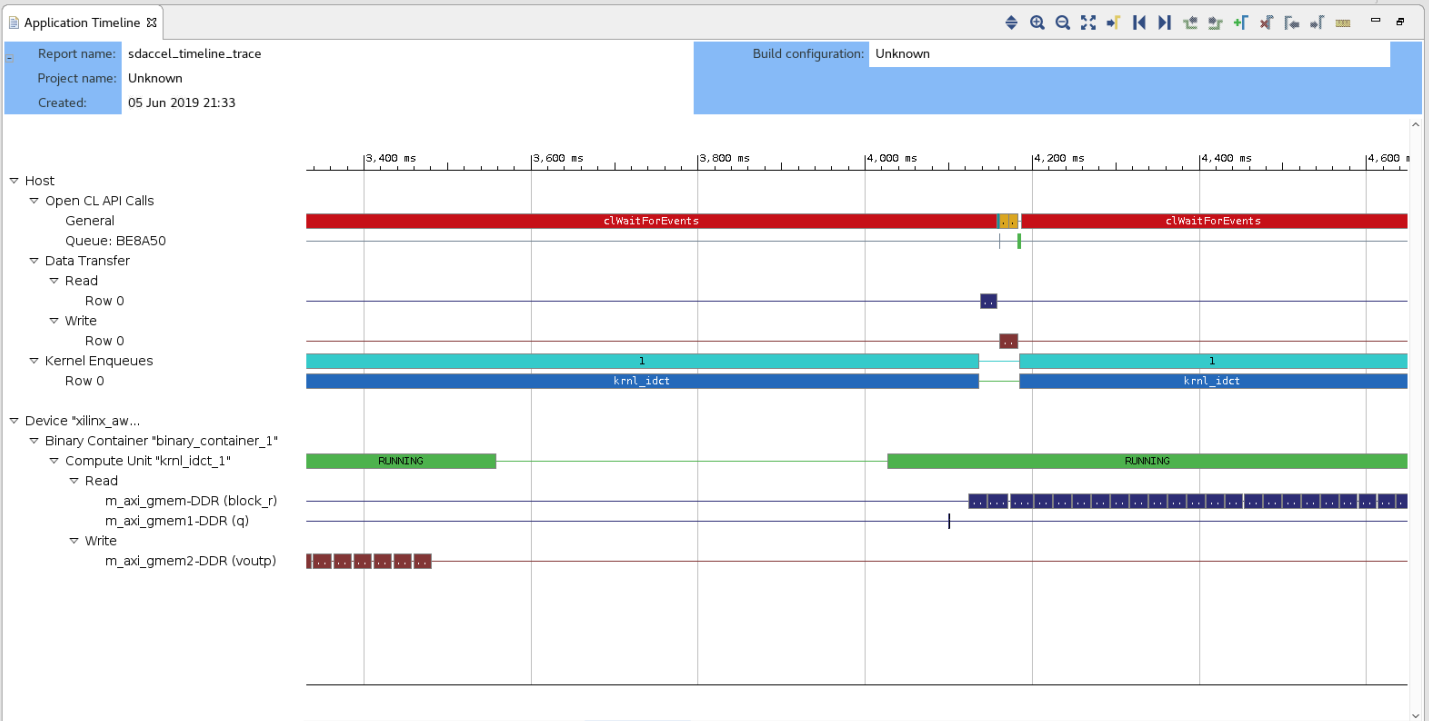 Application Timeline
Report name: sdaccel_timeline_trace
Build configuration: Unknown
Project name: Unknown
Created: 05 Jun 2019 21:33
3,400 ms 3,600 ms 3,800 ms 4,000 ms 4,200 ms 4,400 ms 4,600
Host
Open CL API Calls
General clWaitForEvents .. clWaitForEvents
Queue: BE8A50
Data Transfer
Read
Row 0 ..
Write
Row 0 ..
Kernel Enqueues 1 1
Row 0 krnl_idct krnl_idct
Device "xilinx_aw...
Binary Container "binary_container_1"
Compute Unit "krnl_idct_1" RUNNING RUNNING
Read
m_axi_gmem-DDR (block_r)
m_axi_gmem1-DDR (q)
Write
m_axi_gmem2-DDR (voutp)